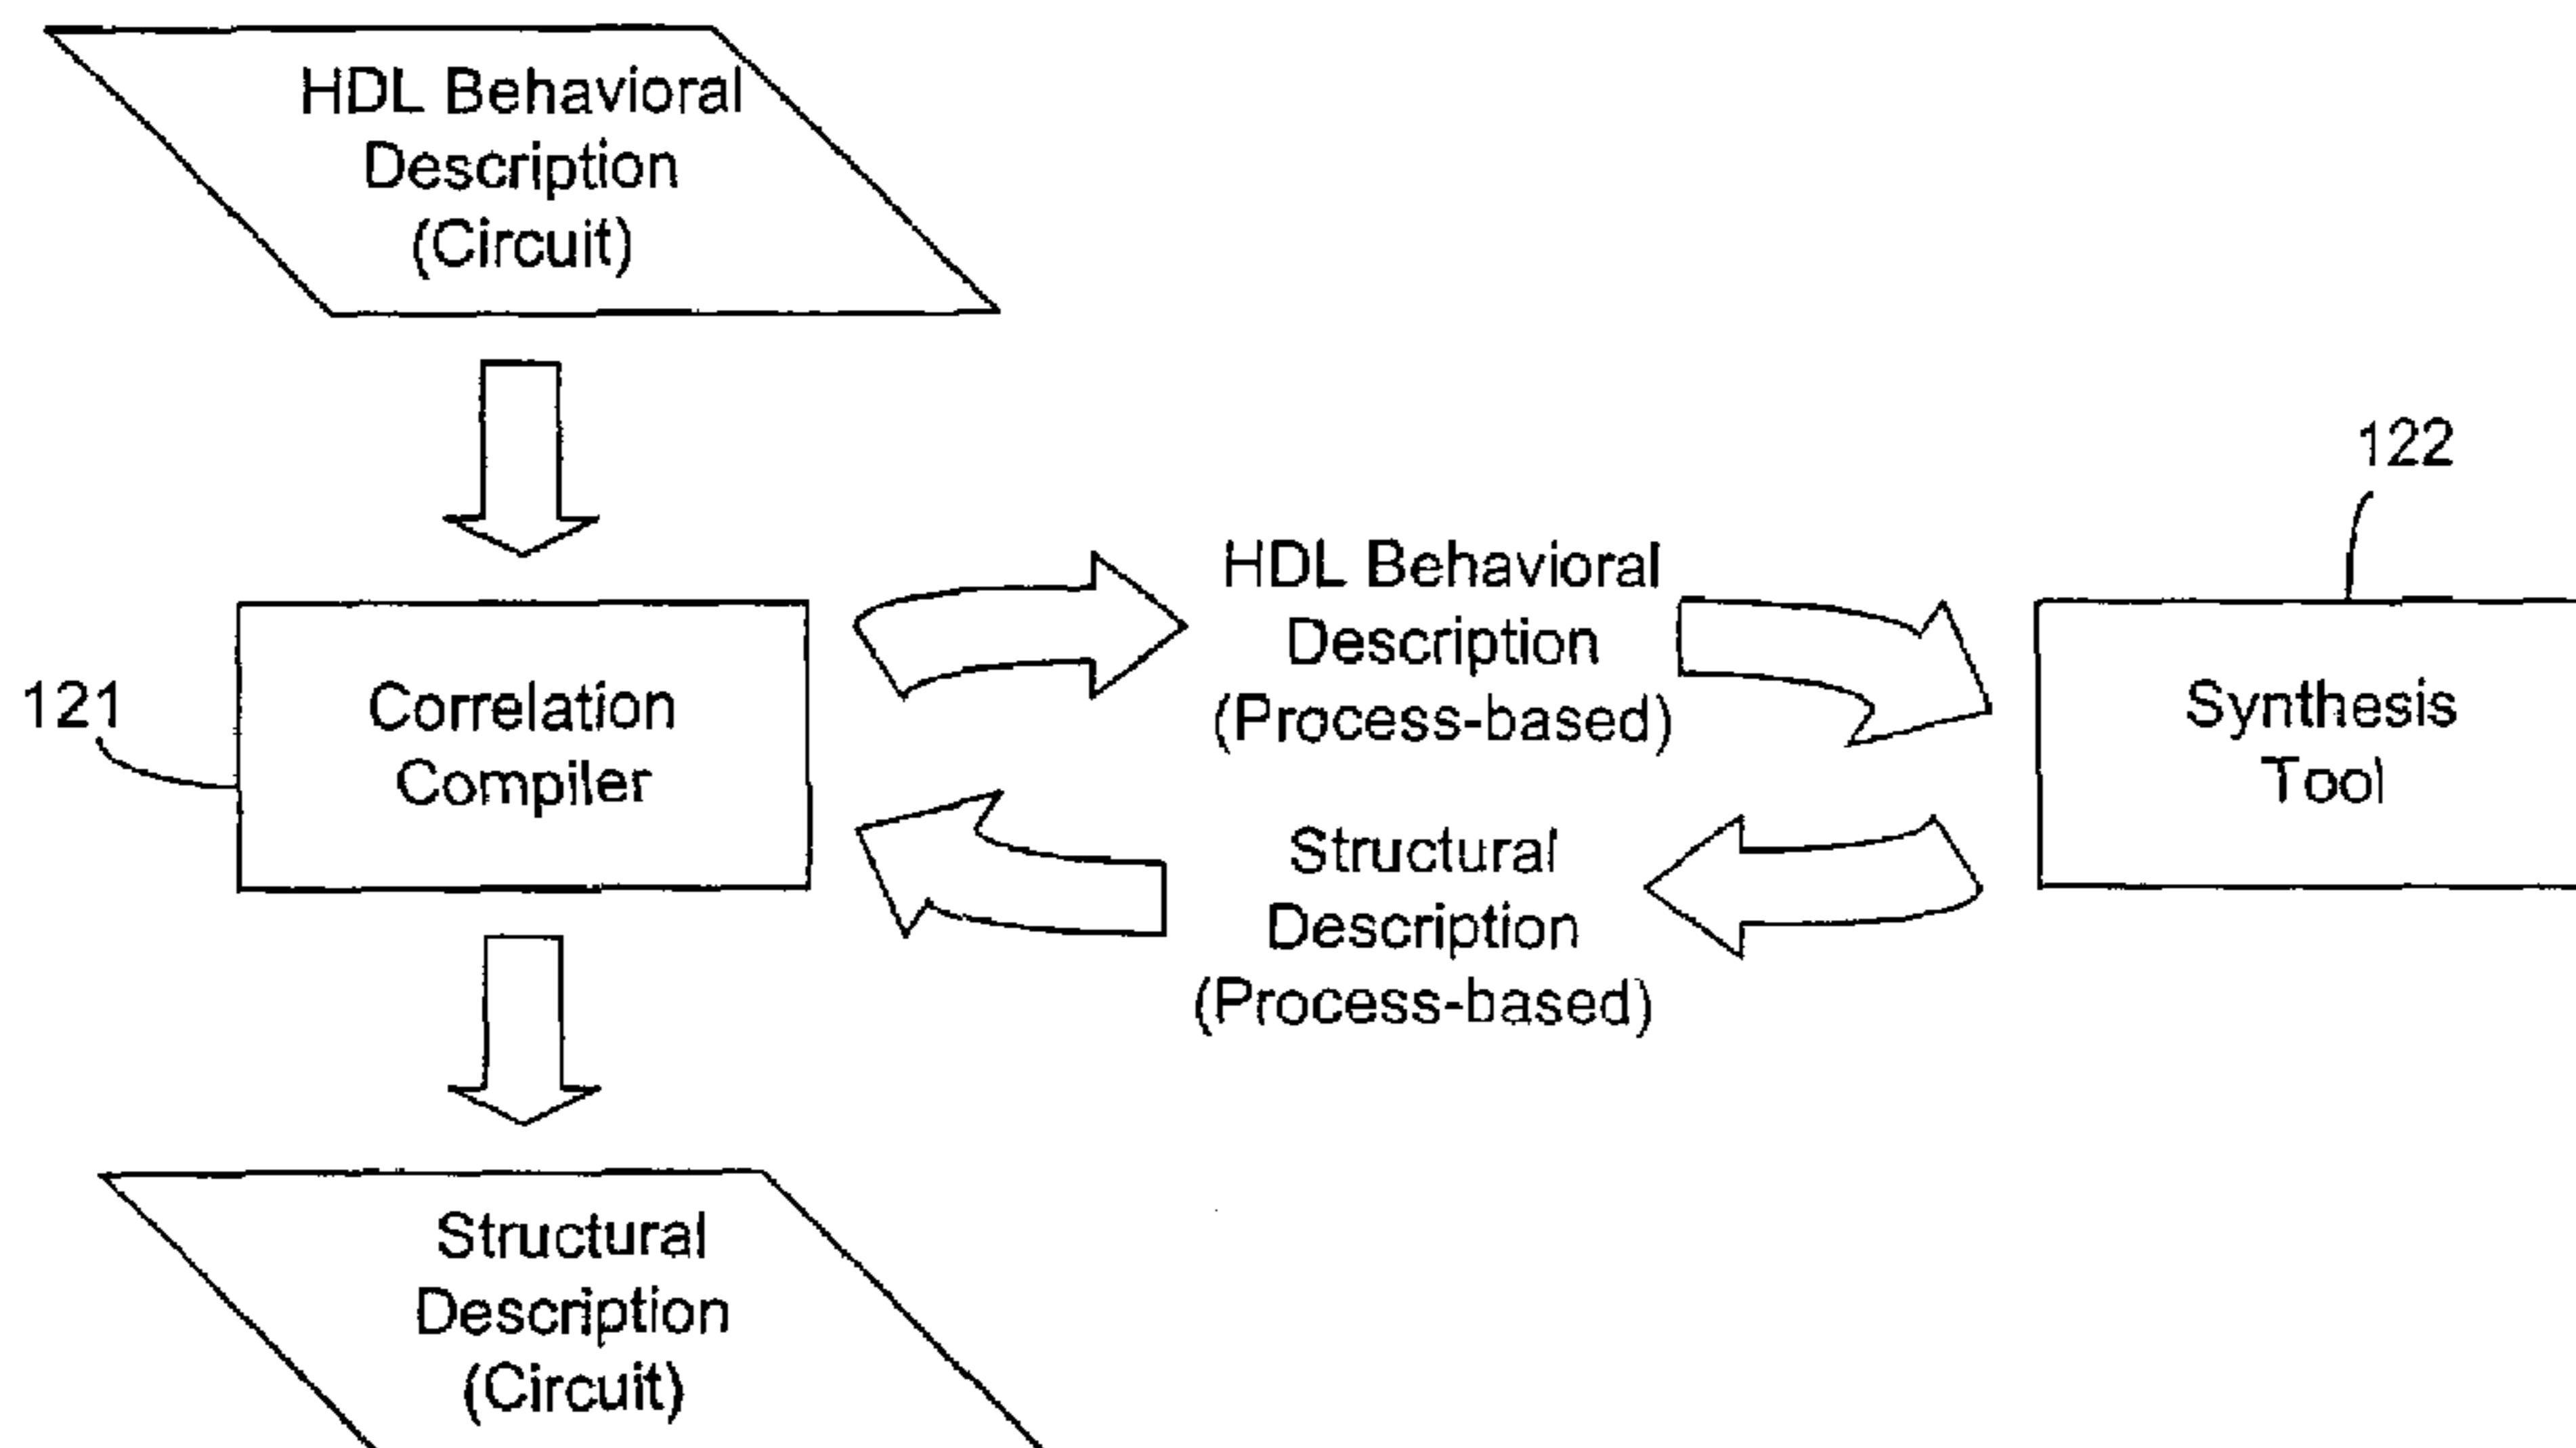 HDL Behavioral
Description
(Circuit)
122
HDL Behavioral
Description
(Process-based)
121
Correlation
Compiler
Synthesis
Tool
Structural
Description
(Process-based)
Structural
Description
(Circuit)